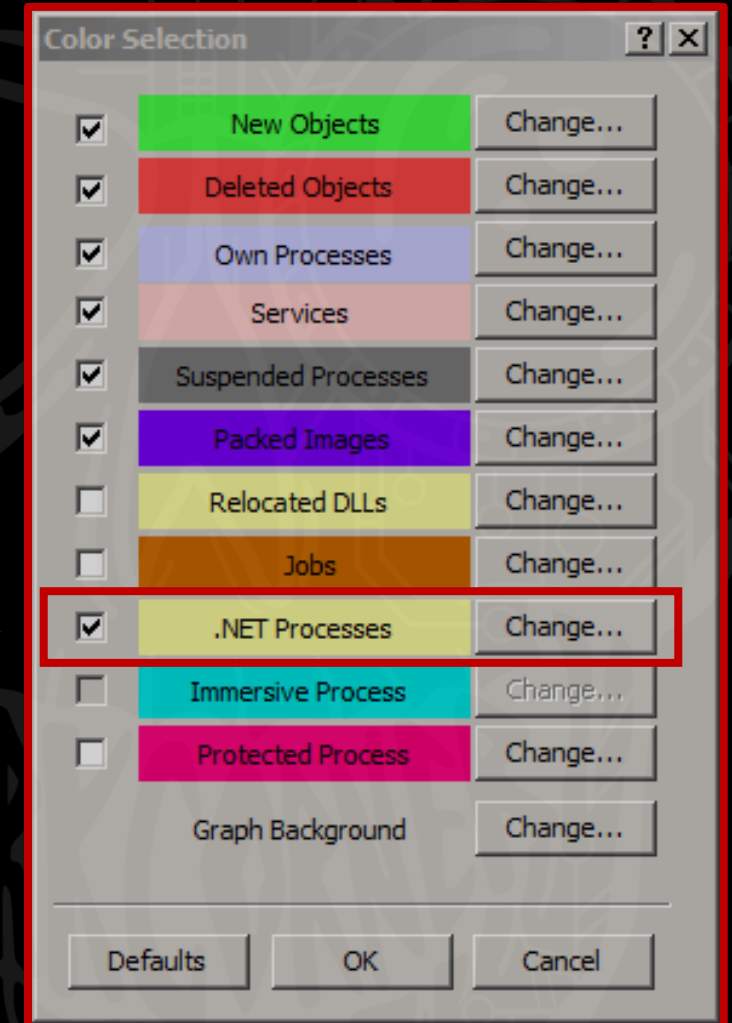 Color Selection
New Objects Change...
Deleted Objects Change...
Own Processes Change...
Services Change...
Suspended Processes Change...
Packed Images Change...
Relocated DLLs Change...
Jobs Change...
.NET Processes Change...
Immersive Process Change...
Protected Process Change...
Graph Background Change...
Defaults OK Cancel